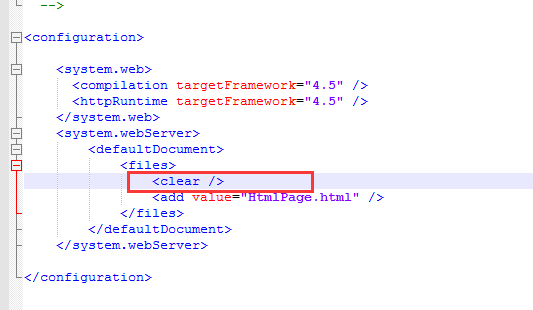 -->
<configuration>
<system.web>
<compilation targetFramework="4.5" />
<httpRuntime targetFramework="4.5" />
</system.web>
<system.webServer>
<defaultDocument>
<files>
<clear />
<add value="HtmlPage.html" />
</files>
</defaultDocument>
</system.webServer>
</configuration>